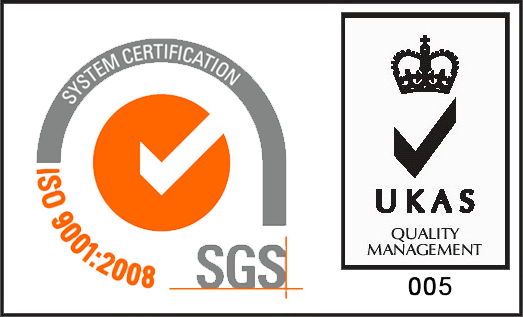 SYSTEM CERTIFICATION
ISO 9001:2008
SGS
UKAS
QUALITY
MANAGEMENT
005